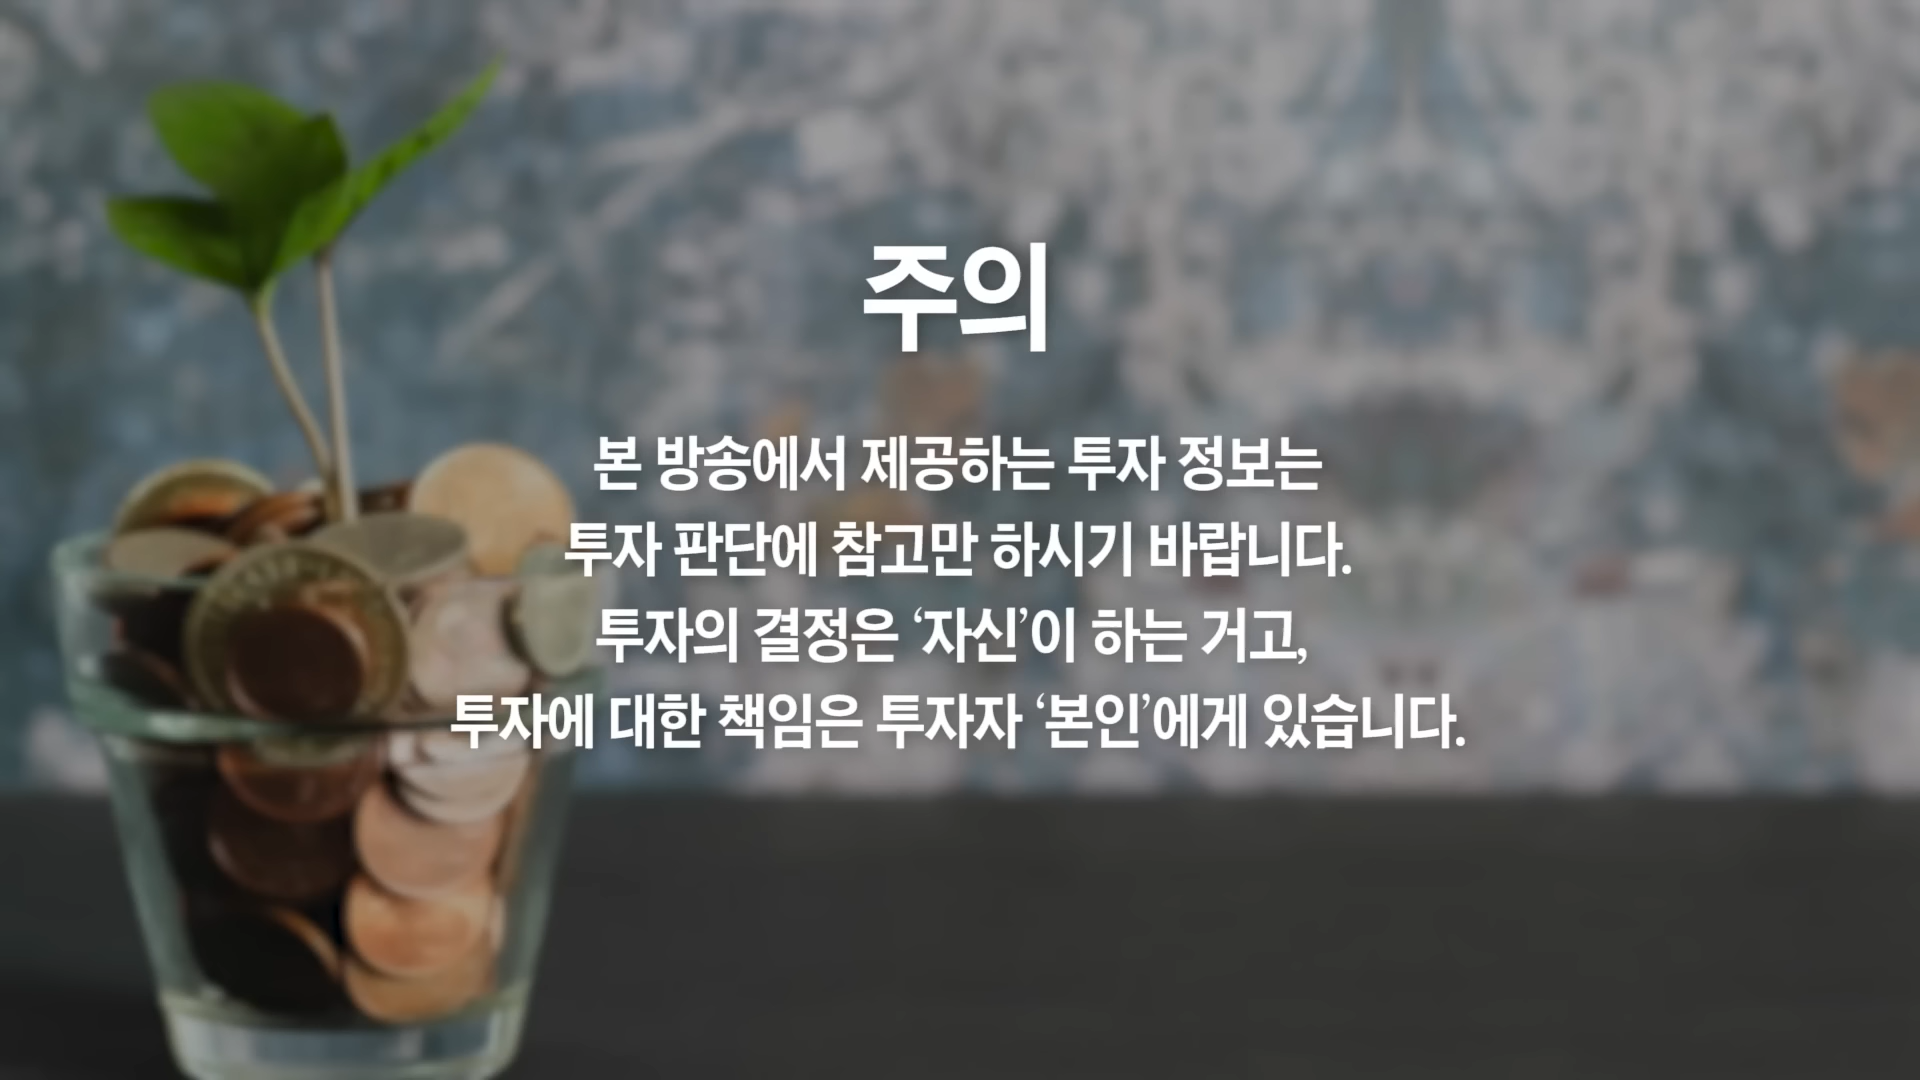 주의
본 방송에서 제공하는 투자 정보는
투자 판단에 참고만 하시기 바랍니다.
투자의 결정은 ‘자신’이 하는 거고,
투자에 대한 책임은 투자자 ‘본인’에게 있습니다.